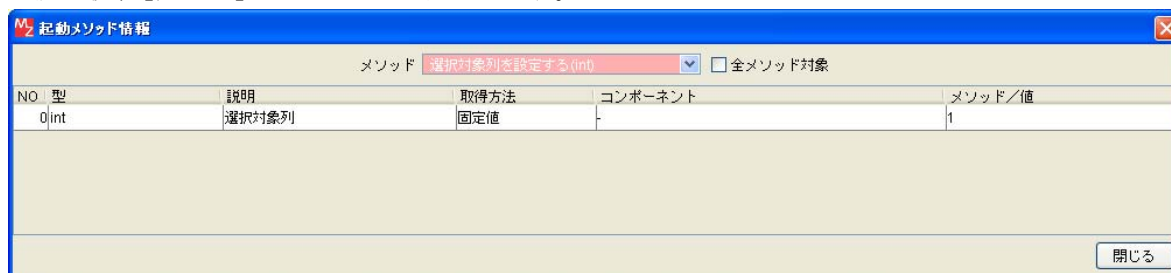 起動メソッド情報
メソッド 選択対象列を設定する(int) 全メソッド対象
NO 型 説明 取得方法 コンポーネント メソッド／値
0 int 選択対象列 固定値 - 1
閉じる